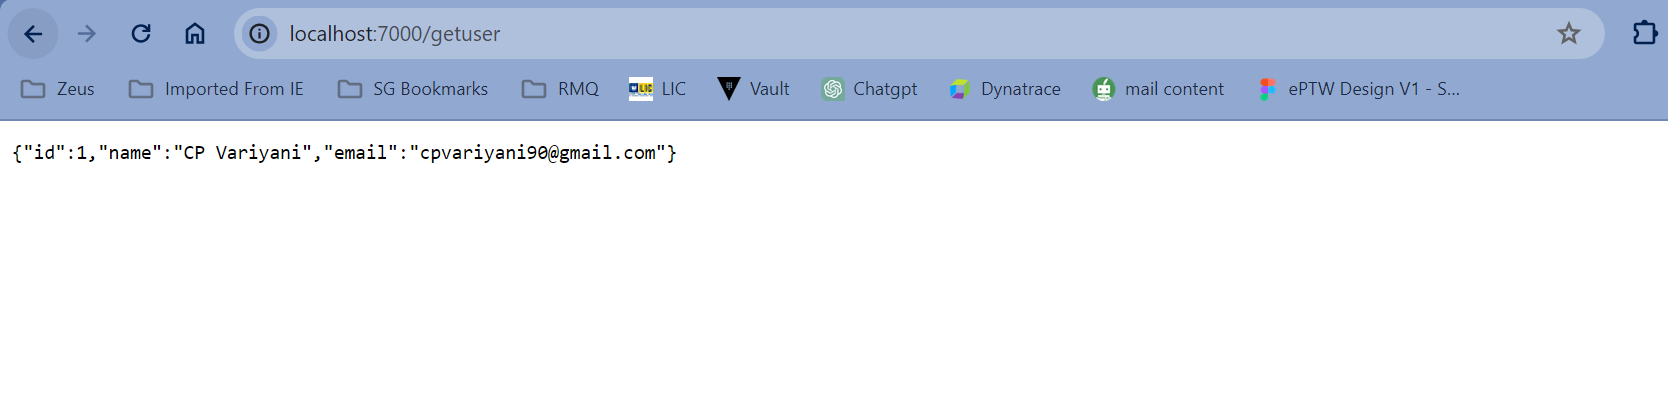 localhost:7000/getuser
Zeus Imported From IE SG Bookmarks RMQ LIC Vault Chatgpt Dynatrace mail content ePTW Design V1 - S...
{"id":1,"name":"CP Variyani","email":"cpvariyani90@gmail.com"}